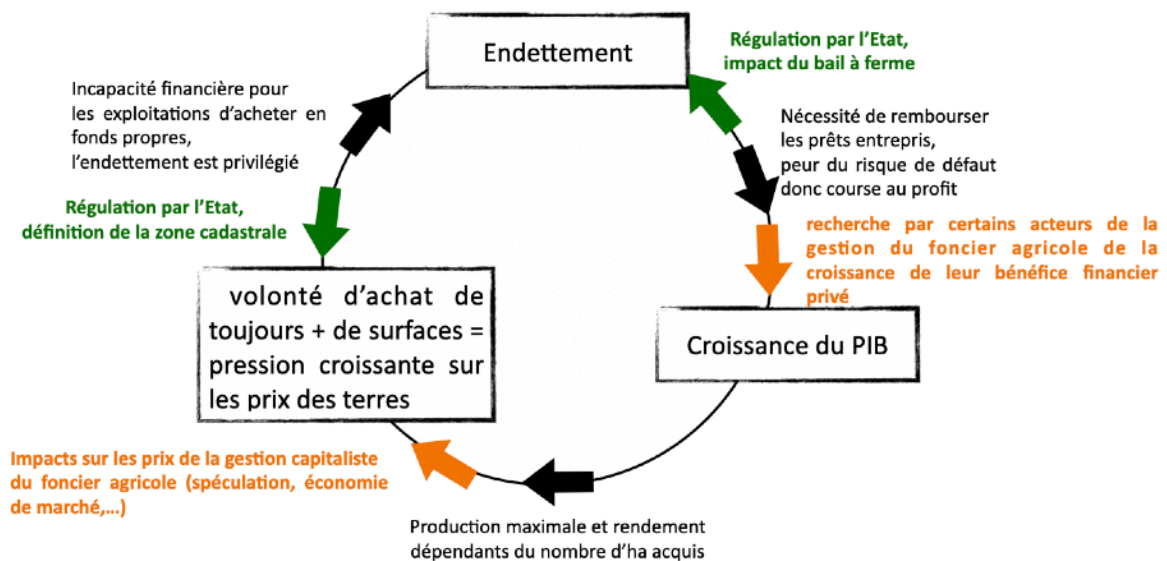 Endettement
Régulation par l'Etat,
impact du bail à ferme
Incapacité financière pour
les exploitations d'acheter en
fonds propres,
l'endettement est privilégié
Nécessité de rembourser
les prêts entrepris,
peur du risque de défaut
donc course au profit
Régulation par l'Etat,
définition de la zone cadastrale
recherche par certains acteurs de la
gestion du foncier agricole de la
croissance de leur bénéfice financier
privé
volonté d'achat de
toujours + de surfaces =
pression croissante sur
les prix des terres
Croissance du PIB
Impacts sur les prix de la gestion capitaliste
du foncier agricole (spéculation, économie
de marché,...)
Production maximale et rendement
dépendants du nombre d'ha acquis